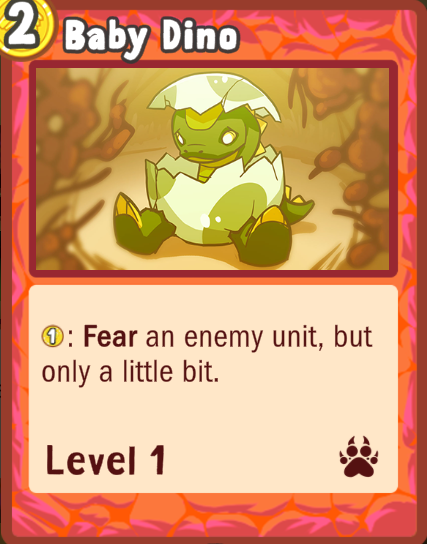 2
Baby Dino
1: Fear an enemy unit, but
only a little bit.
Level 1